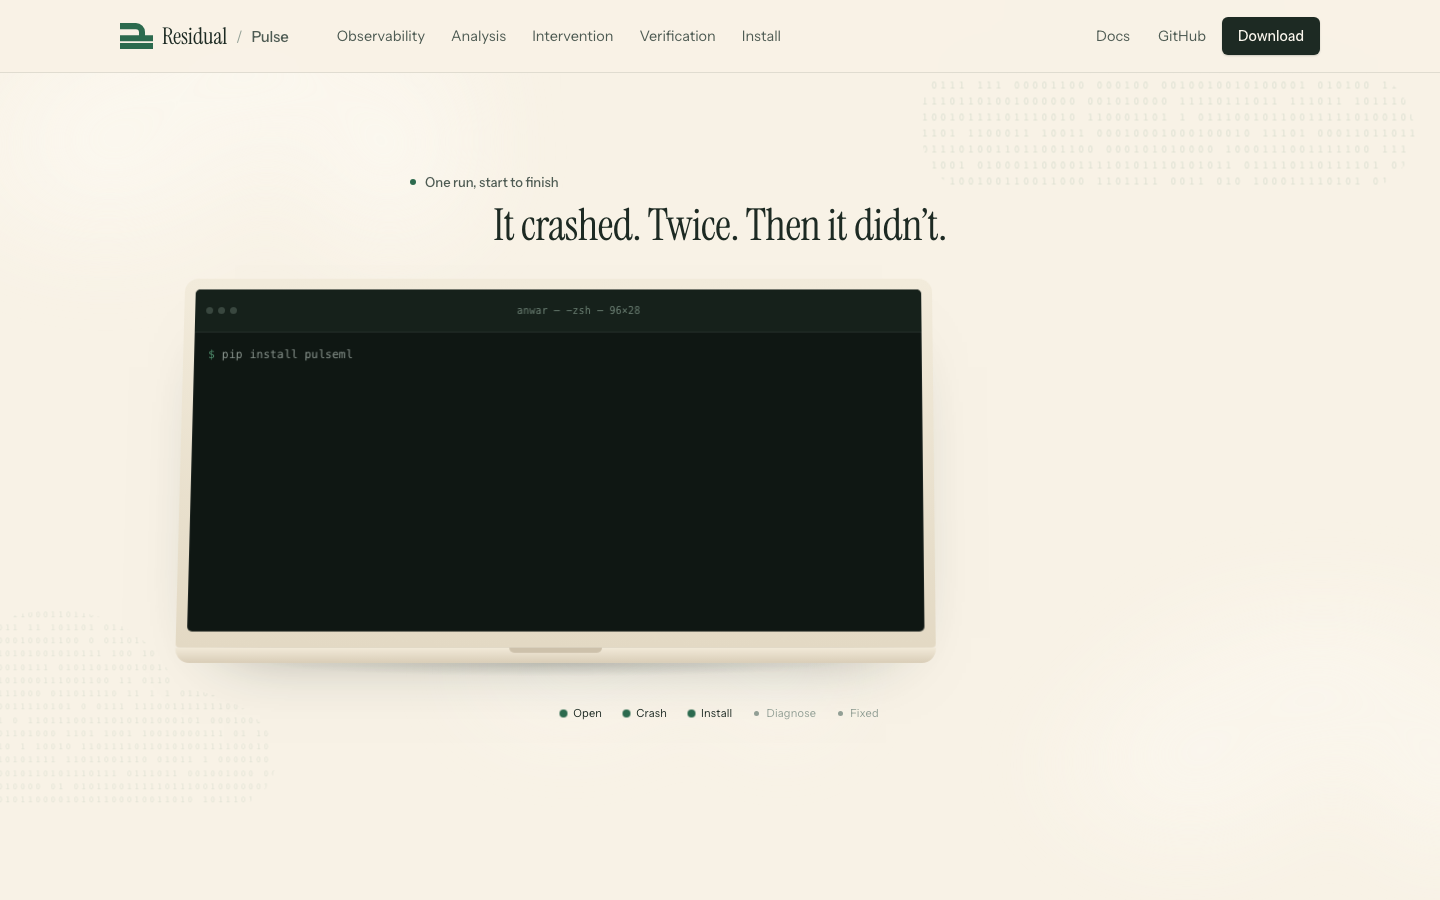 Residual / Pulse Observability Analysis Intervention Verification Install Docs GitHub Download
One run, start to finish
It crashed. Twice. Then it didn’t.
anwar — -zsh — 96×28
$ pip install pulseml
Open Crash Install Diagnose Fixed